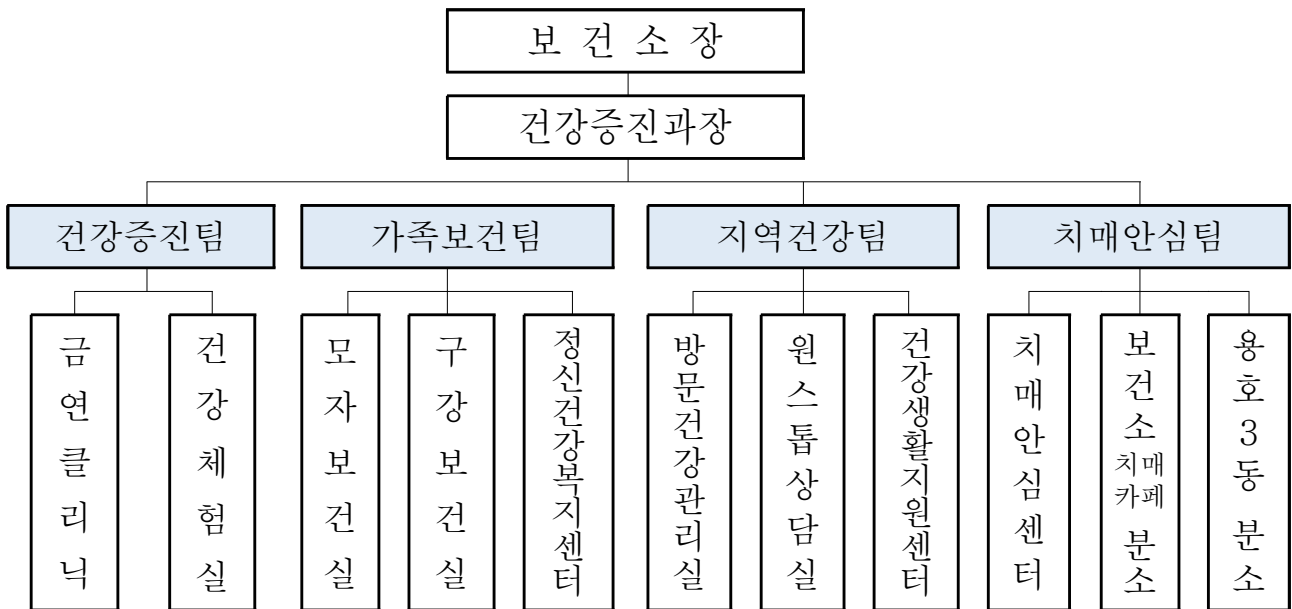 보 건 소 장
건강증진과장
건강증진팀
가족보건팀
지역건강팀
치매안심팀
금연클리닉
건강체험실
모자보건실
구강보건실
정신건강복지센터
방문건강관리실
원스톱상담실
건강생활지원센터
치매안심센터
보건소
치매
카페
분소
용호3동분소